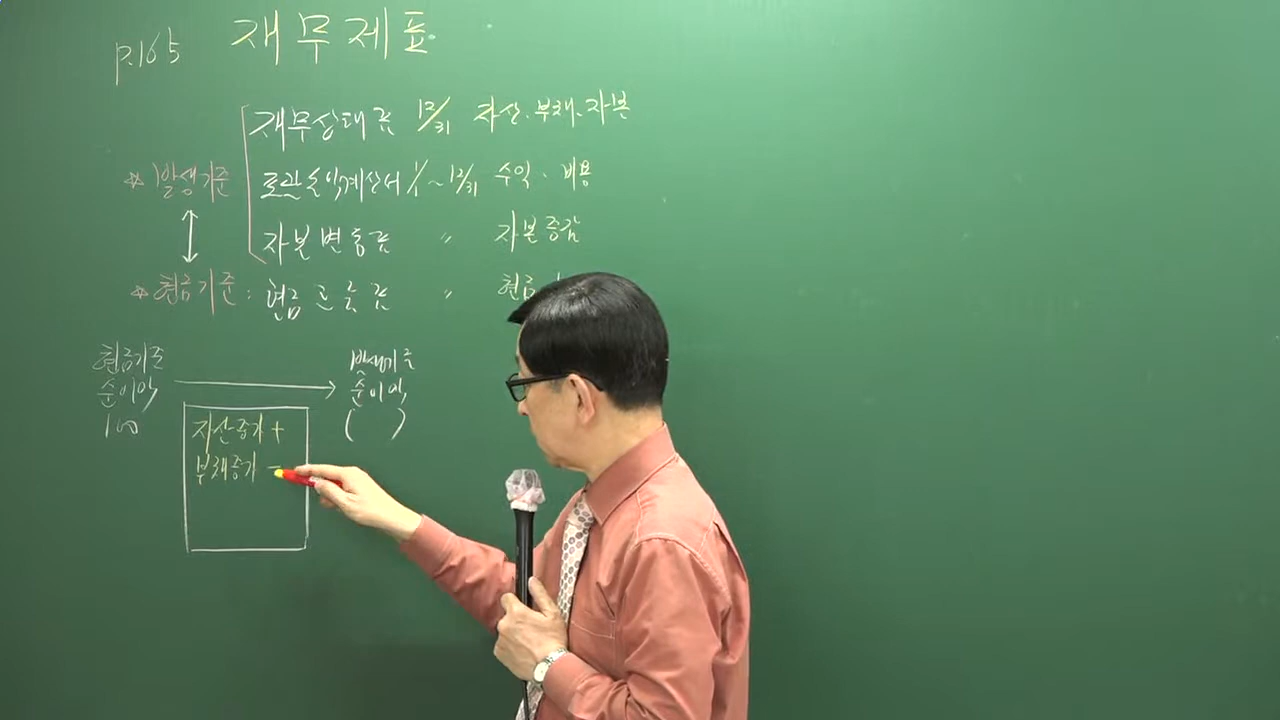 p.165 재무제표
재무상태표 12/31 자산.부채.자본
*발생기준 포괄손익계산서 1/1~12/31 수익.비용
자본변동표 〃 자본증감
*현금기준: 현금흐름표 〃 현금
현금기준 발생기준
순이익 순이익
100 ( )
자산증가 +
부채증가 -